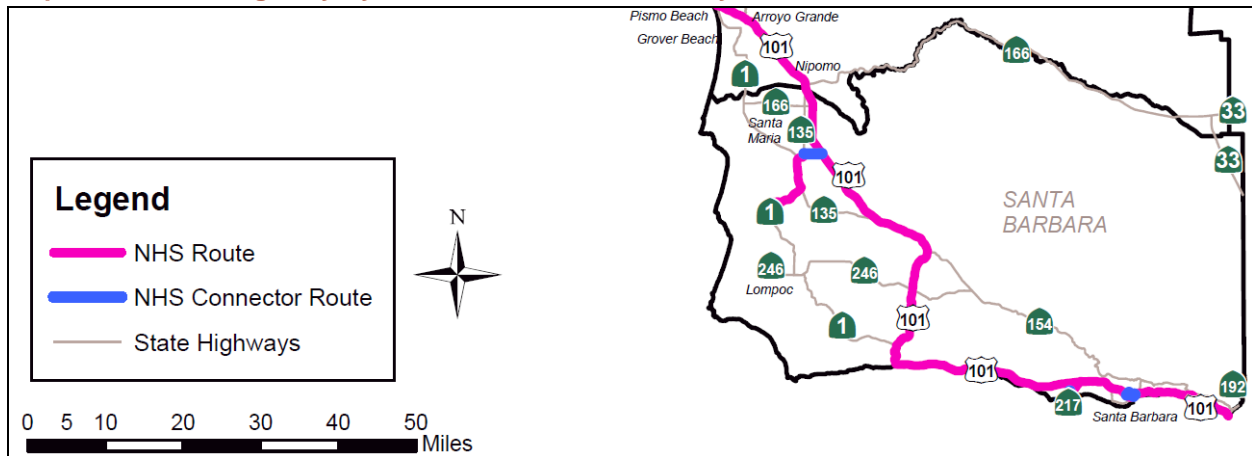 Pismo Beach
Arroyo Grande
Grover Beach
101
Nipomo
166
1
166
Santa
Maria
135
33
33
101
SANTA
BARBARA
1
135
246
246
Lompoc
1
101
154
101
217
Santa Barbara
101
192
Legend
NHS Route
NHS Connector Route
State Highways
N
0 5 10 20 30 40 50
Miles